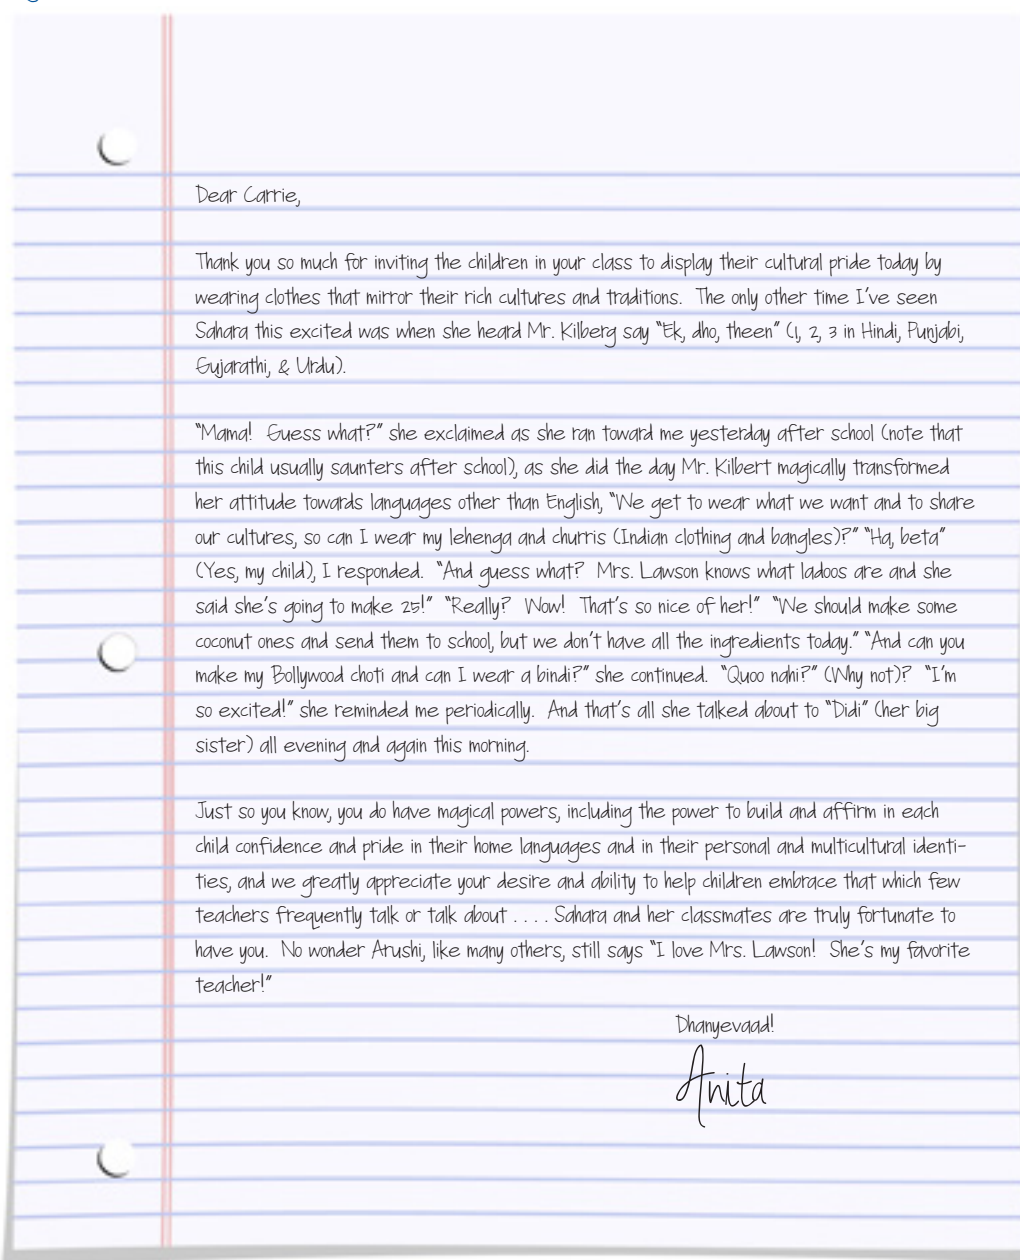 Dear Carrie,
Thank you so much for inviting the children in your class to display their cultural pride today by
wearing clothes that mirror their rich cultures and traditions. The only other time I've seen
Sahara this excited was when she heard Mr. Kilberg say "Ek, dho, theen" (1, 2, 3 in Hindi, Punjabi,
Gujarathi, & Urdu).
"Mama! Guess what?" she exclaimed as she ran toward me yesterday after school (note that
this child usually saunters after school), as she did the day Mr. Kilbert magically transformed
her attitude towards languages other than English, "We get to wear what we want and to share
our cultures, so can I wear my lehenga and churris (Indian clothing and bangles)?" "Ha, beta"
(Yes, my child), I responded. "And guess what? Mrs. Lawson knows what ladoos are and she
said she's going to make 25!" "Really? Wow! That's so nice of her!" "We should make some
coconut ones and send them to school, but we don't have all the ingredients today." "And can you
make my Bollywood choti and can I wear a bindi?" she continued. "Quoo nahi?" (Why not)? "I'm
so excited!" she reminded me periodically. And that's all she talked about to "Didi" (her big
sister) all evening and again this morning.
Just so you know, you do have magical powers, including the power to build and affirm in each
child confidence and pride in their home languages and in their personal and multicultural identi-
ties, and we greatly appreciate your desire and ability to help children embrace that which few
teachers frequently talk or talk about . . . . Sahara and her classmates are truly fortunate to
have you. No wonder Arushi, like many others, still says "I love Mrs. Lawson! She's my favorite
teacher!"
Dhanyevaad!
Anita